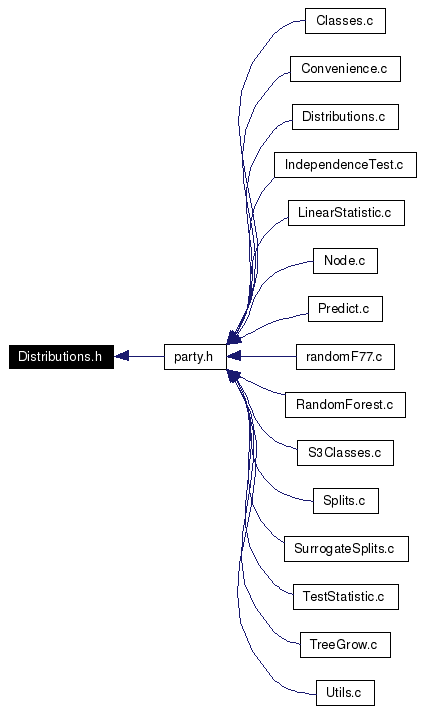 Classes.c
Convenience.c
Distributions.c
IndependenceTest.c
LinearStatistic.c
Node.c
Predict.c
Distributions.h
party.h
randomF77.c
RandomForest.c
S3Classes.c
Splits.c
SurrogateSplits.c
TestStatistic.c
TreeGrow.c
Utils.c